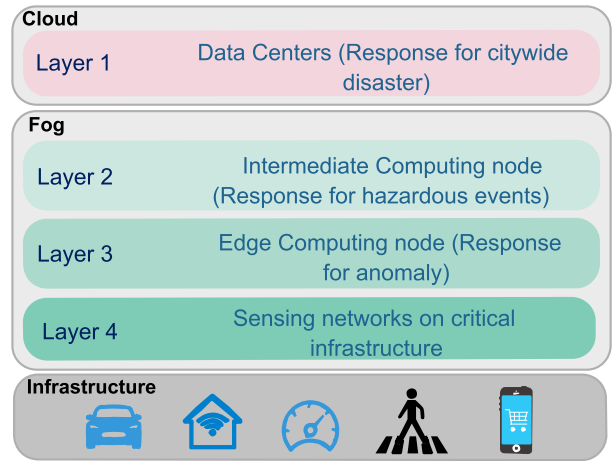 Cloud
Layer 1
Data Centers (Response for citywide
disaster)
Fog
Layer 2
Intermediate Computing node
(Response for hazardous events)
Layer 3
Edge Computing node (Response
for anomaly)
Layer 4
Sensing networks on critical
infrastructure
Infrastructure